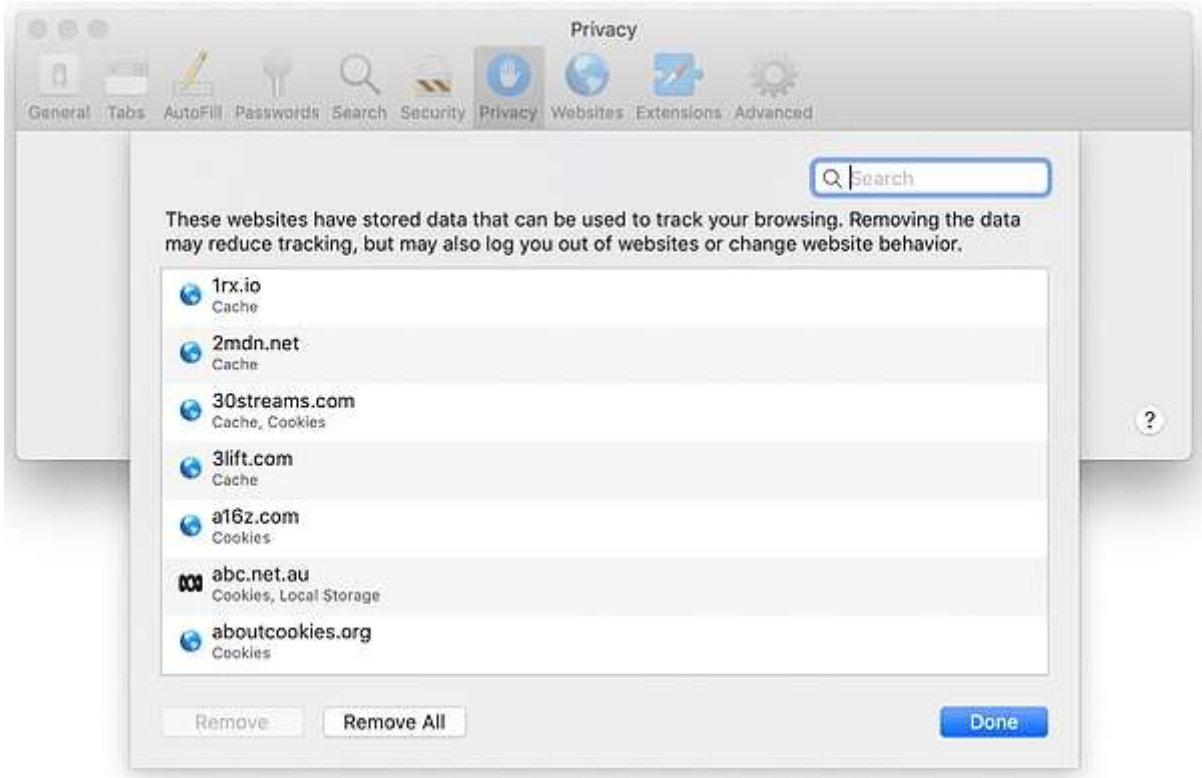 Privacy
General Tabs AutoFill Passwords Search Security Privacy Websites Extensions Advanced
Search
These websites have stored data that can be used to track your browsing. Removing the data
may reduce tracking, but may also log you out of websites or change website behavior.
1rx.io
Cache
2mdn.net
Cache
30streams.com
Cache, Cookies
3lift.com
Cache
a16z.com
Cookies
abc.net.au
Cookies, Local Storage
aboutcookies.org
Cookies
?
Remove Remove All Done